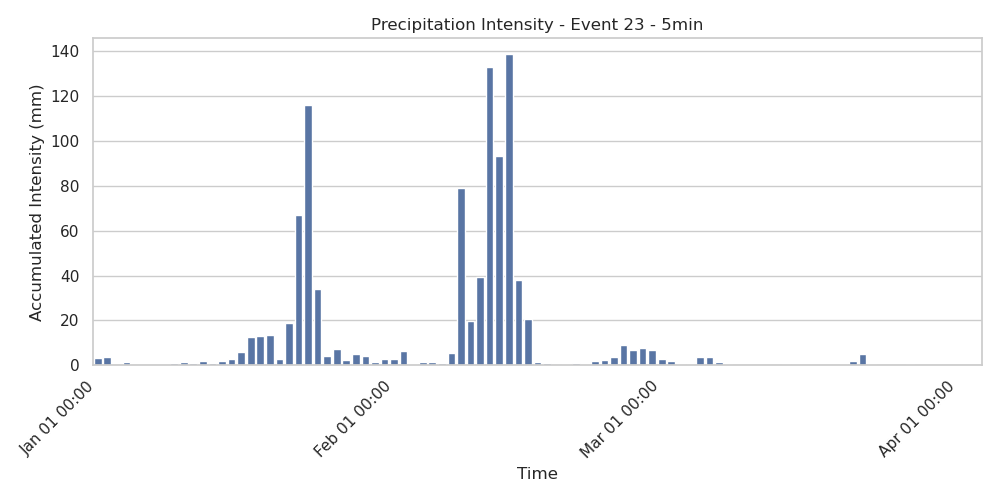 Precipitation Intensity - Event 23 - 5min
Accumulated Intensity (mm)
140
120
100
80
60
40
20
0
Jan 01 00:00
Feb 01 00:00
Mar 01 00:00
Apr 01 00:00
Time